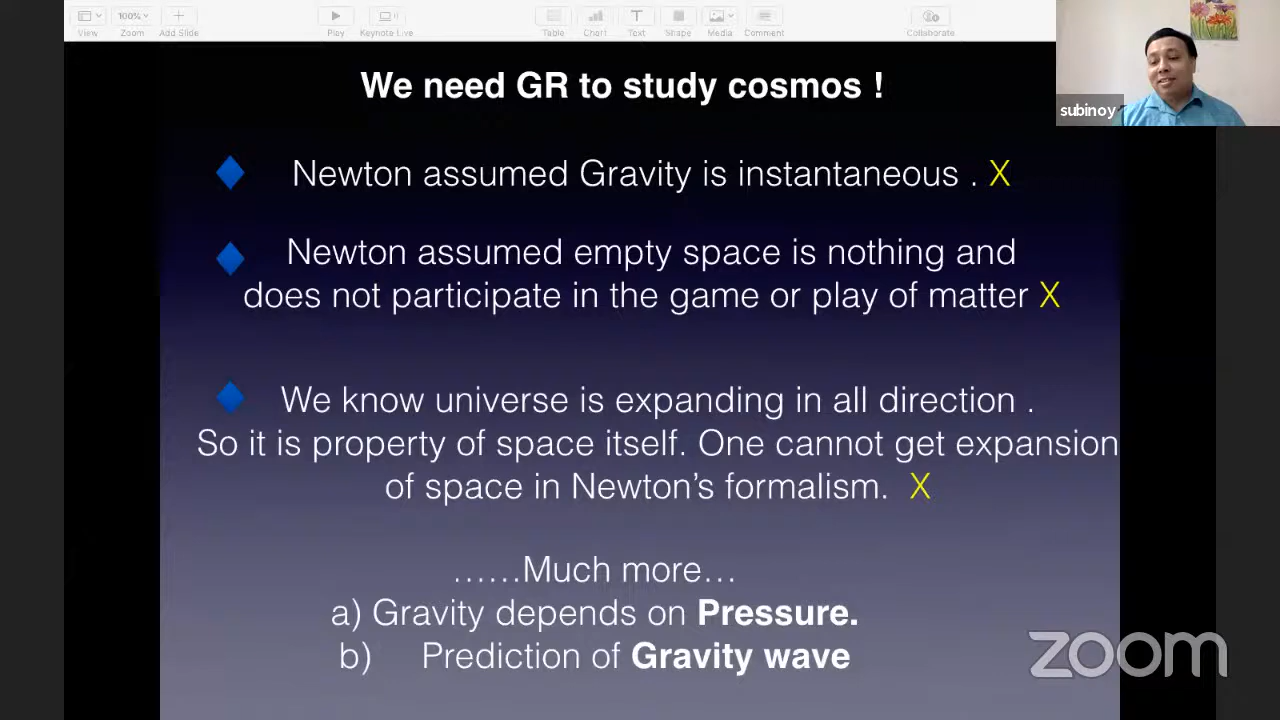 100%
View Zoom Add Slide Play Keynote Live Table Chart Text Shape Media Comment Collaborate
We need GR to study cosmos !
subinoy
Newton assumed Gravity is instantaneous . X
Newton assumed empty space is nothing and
does not participate in the game or play of matter X
We know universe is expanding in all direction .
So it is property of space itself. One cannot get expansion
of space in Newton’s formalism. X
......Much more...
a) Gravity depends on Pressure.
b) Prediction of Gravity wave
zoom